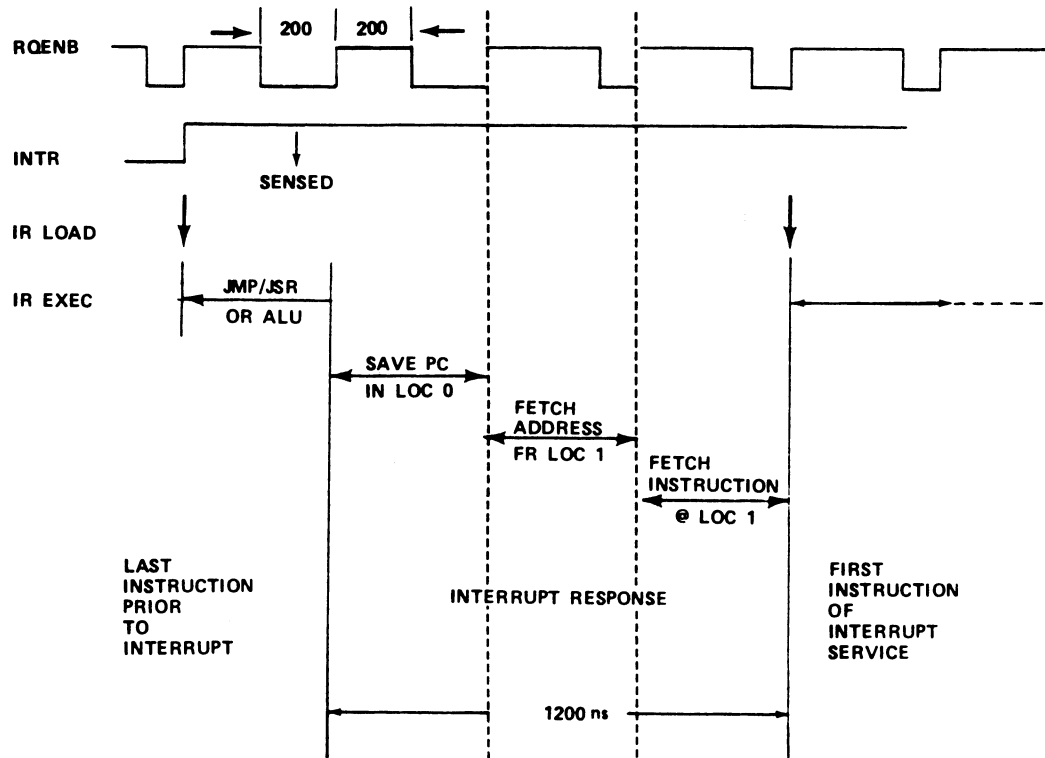 200
200
RQENB
INTR
SENSED
IR LOAD
IR EXEC
JMP/JSR
OR ALU
SAVE PC
IN LOC 0
FETCH
ADDRESS
FR LOC 1
FETCH
INSTRUCTION
@ LOC 1
LAST
INSTRUCTION
PRIOR
TO
INTERRUPT
INTERRUPT RESPONSE
FIRST
INSTRUCTION
OF
INTERRUPT
SERVICE
1200 ns